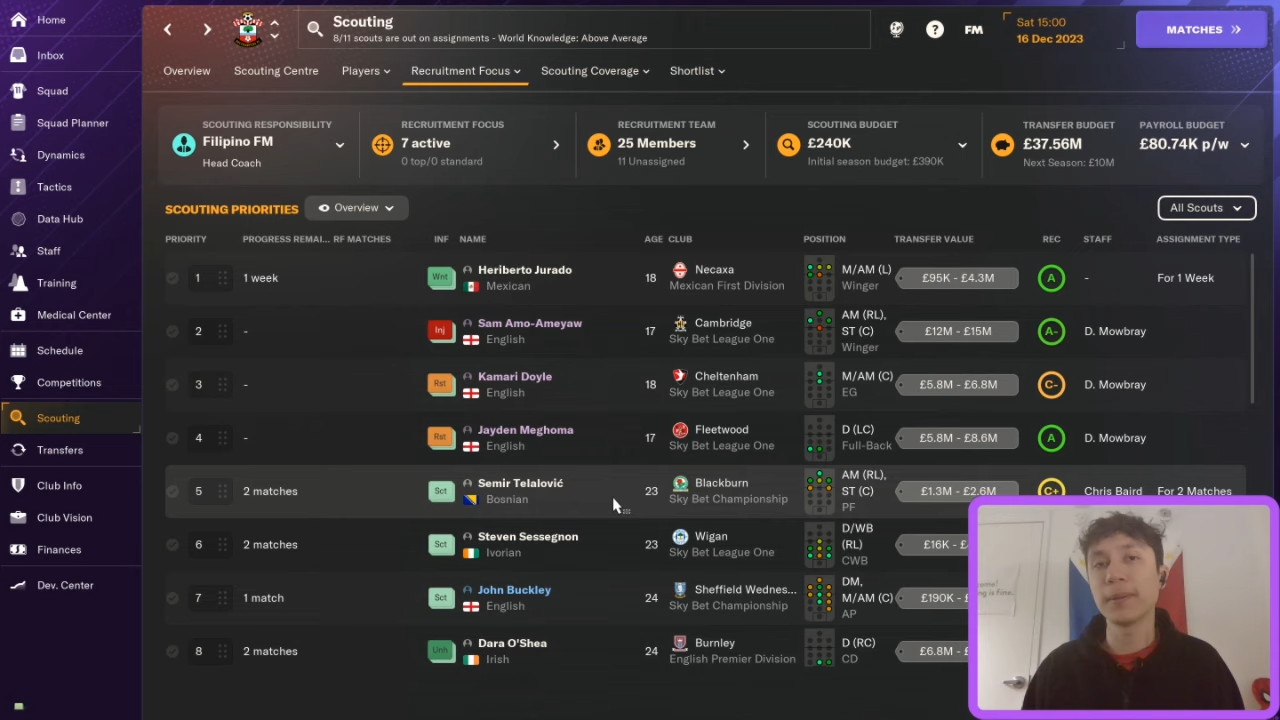 Home
Inbox
Squad
Squad Planner
Dynamics
Tactics
Data Hub
Staff
Training
Medical Center
Schedule
Competitions
Scouting
Transfers
Club Info
Club Vision
Finances
Dev. Center
Scouting
8/11 scouts are out on assignments - World Knowledge: Above Average
?
FM
Sat 15:00
16 Dec 2023
MATCHES
Overview Scouting Centre Players Recruitment Focus Scouting Coverage Shortlist
SCOUTING RESPONSIBILITY
Filipino FM
Head Coach
RECRUITMENT FOCUS
7 active
0 top/0 standard
RECRUITMENT TEAM
25 Members
11 Unassigned
SCOUTING BUDGET
£240K
Initial season budget: £390K
TRANSFER BUDGET
£37.56M
Next Season: £10M
PAYROLL BUDGET
£80.74K p/w
SCOUTING PRIORITIES Overview All Scouts
PRIORITY PROGRESS REMAI... RF MATCHES INF NAME AGE CLUB POSITION TRANSFER VALUE REC STAFF ASSIGNMENT TYPE
1 1 week Wnt Heriberto Jurado 18 Necaxa M/AM (L) £95K - £4.3M A - For 1 Week
Mexican Mexican First Division Winger
2 - Inj Sam Amo-Ameyaw 17 Cambridge AM (RL), ST (C) £12M - £15M A- D. Mowbray
English Sky Bet League One Winger
3 - Rst Kamari Doyle 18 Cheltenham M/AM (C) £5.8M - £6.8M C- D. Mowbray
English Sky Bet League One EG
4 - Rst Jayden Meghoma 17 Fleetwood D (LC) £5.8M - £8.6M A D. Mowbray
English Sky Bet League One Full-Back
5 2 matches Sct Semir Telalović 23 Blackburn AM (RL), ST (C) £1.3M - £2.6M C+ Chris Baird For 2 Matches
Bosnian Sky Bet Championship PF
6 2 matches Sct Steven Sessegnon 23 Wigan D/WB (RL) £16K - £
Ivorian Sky Bet League One CWB
7 1 match Sct John Buckley 24 Sheffield Wednes... DM, M/AM (C) £190K - £
English Sky Bet Championship AP
8 2 matches Unh Dara O'Shea 24 Burnley D (RC) £6.8M - £
Irish English Premier Division CD